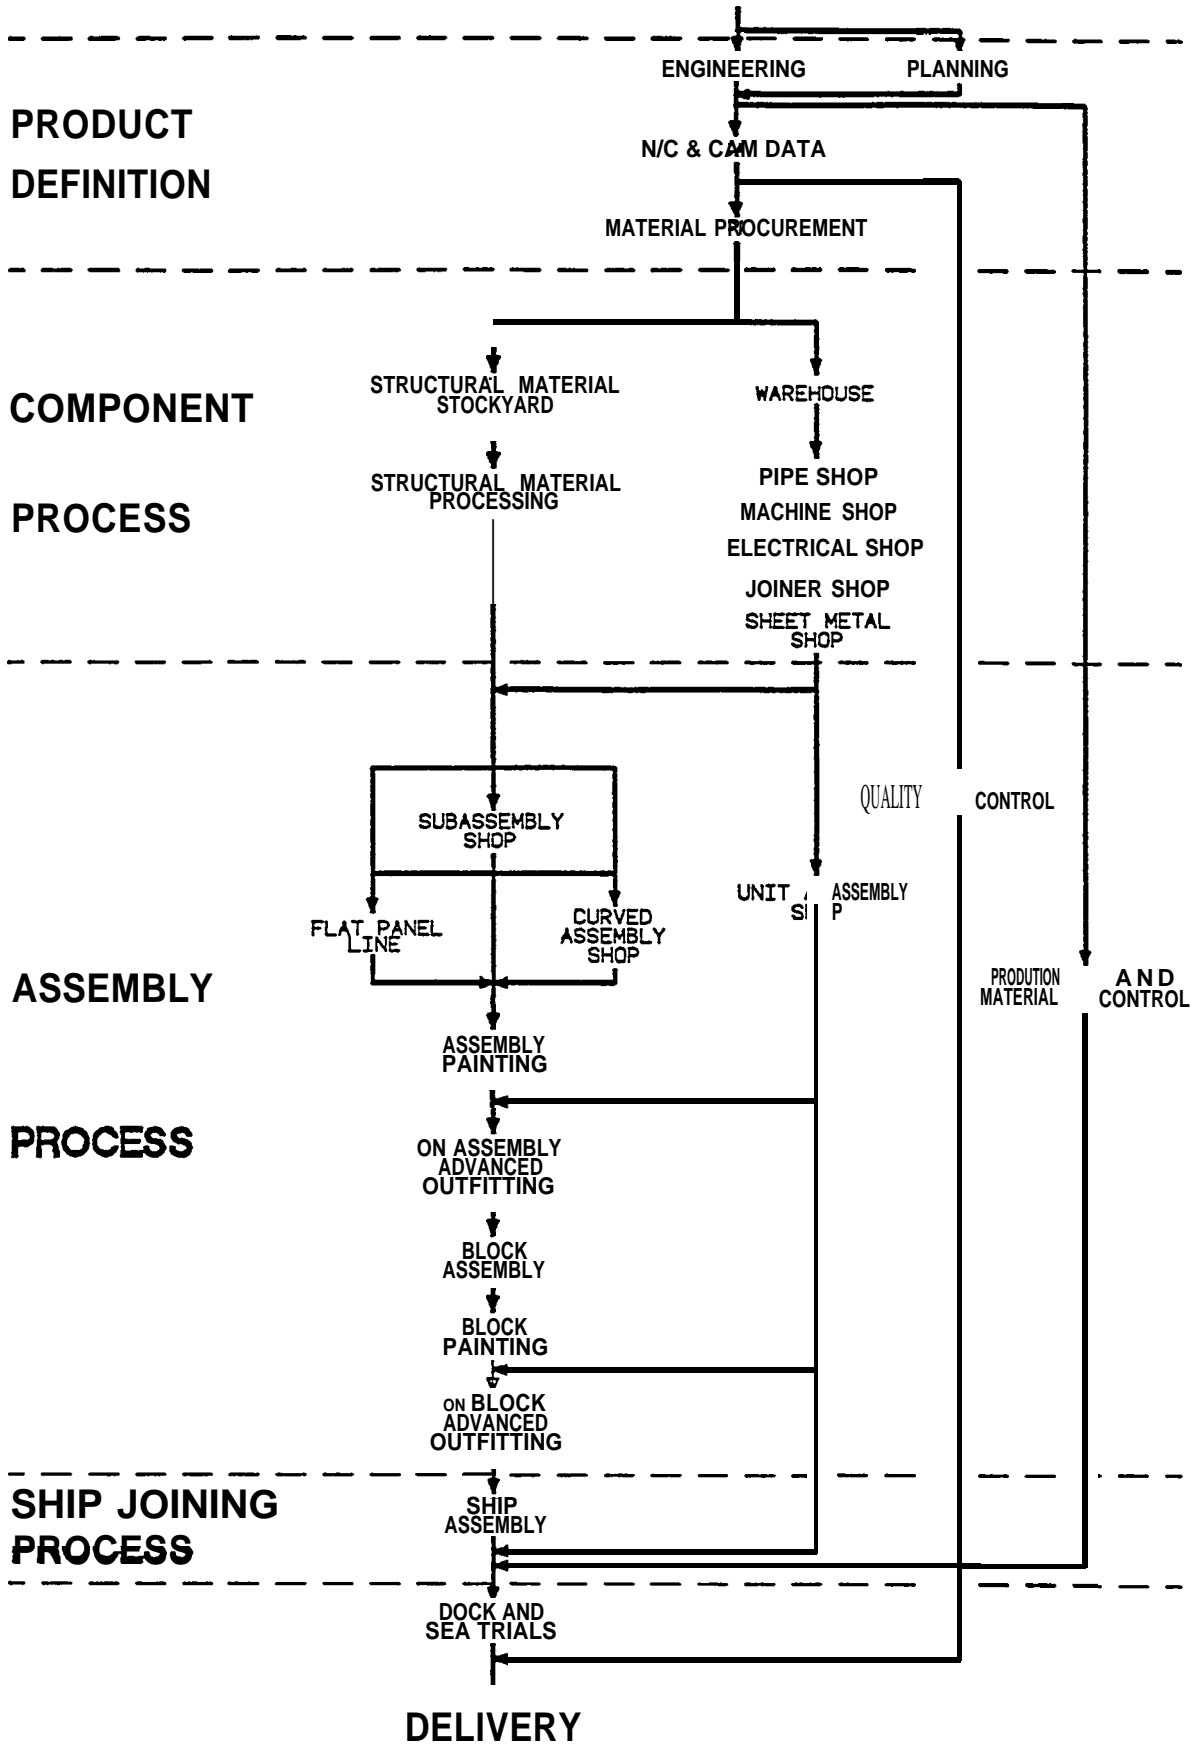 ENGINEERING PLANNING
PRODUCT
DEFINITION
N/C & CAM DATA
MATERIAL PROCUREMENT
COMPONENT
PROCESS
STRUCTURAL MATERIAL
STOCKYARD
WAREHOUSE
STRUCTURAL MATERIAL
PROCESSING
PIPE SHOP
MACHINE SHOP
ELECTRICAL SHOP
JOINER SHOP
SHEET METAL
SHOP
QUALITY CONTROL
SUBASSEMBLY
SHOP
UNIT ASSEMBLY
FLAT PANEL
LINE
CURVED
ASSEMBLY
SHOP
ASSEMBLY
PROCESS
PRODUTION AND
MATERIAL CONTROL
ASSEMBLY
PAINTING
ON ASSEMBLY
ADVANCED
OUTFITTING
BLOCK
ASSEMBLY
BLOCK
PAINTING
ON BLOCK
ADVANCED
OUTFITTING
SHIP JOINING
PROCESS
SHIP
ASSEMBLY
DOCK AND
SEA TRIALS
DELIVERY